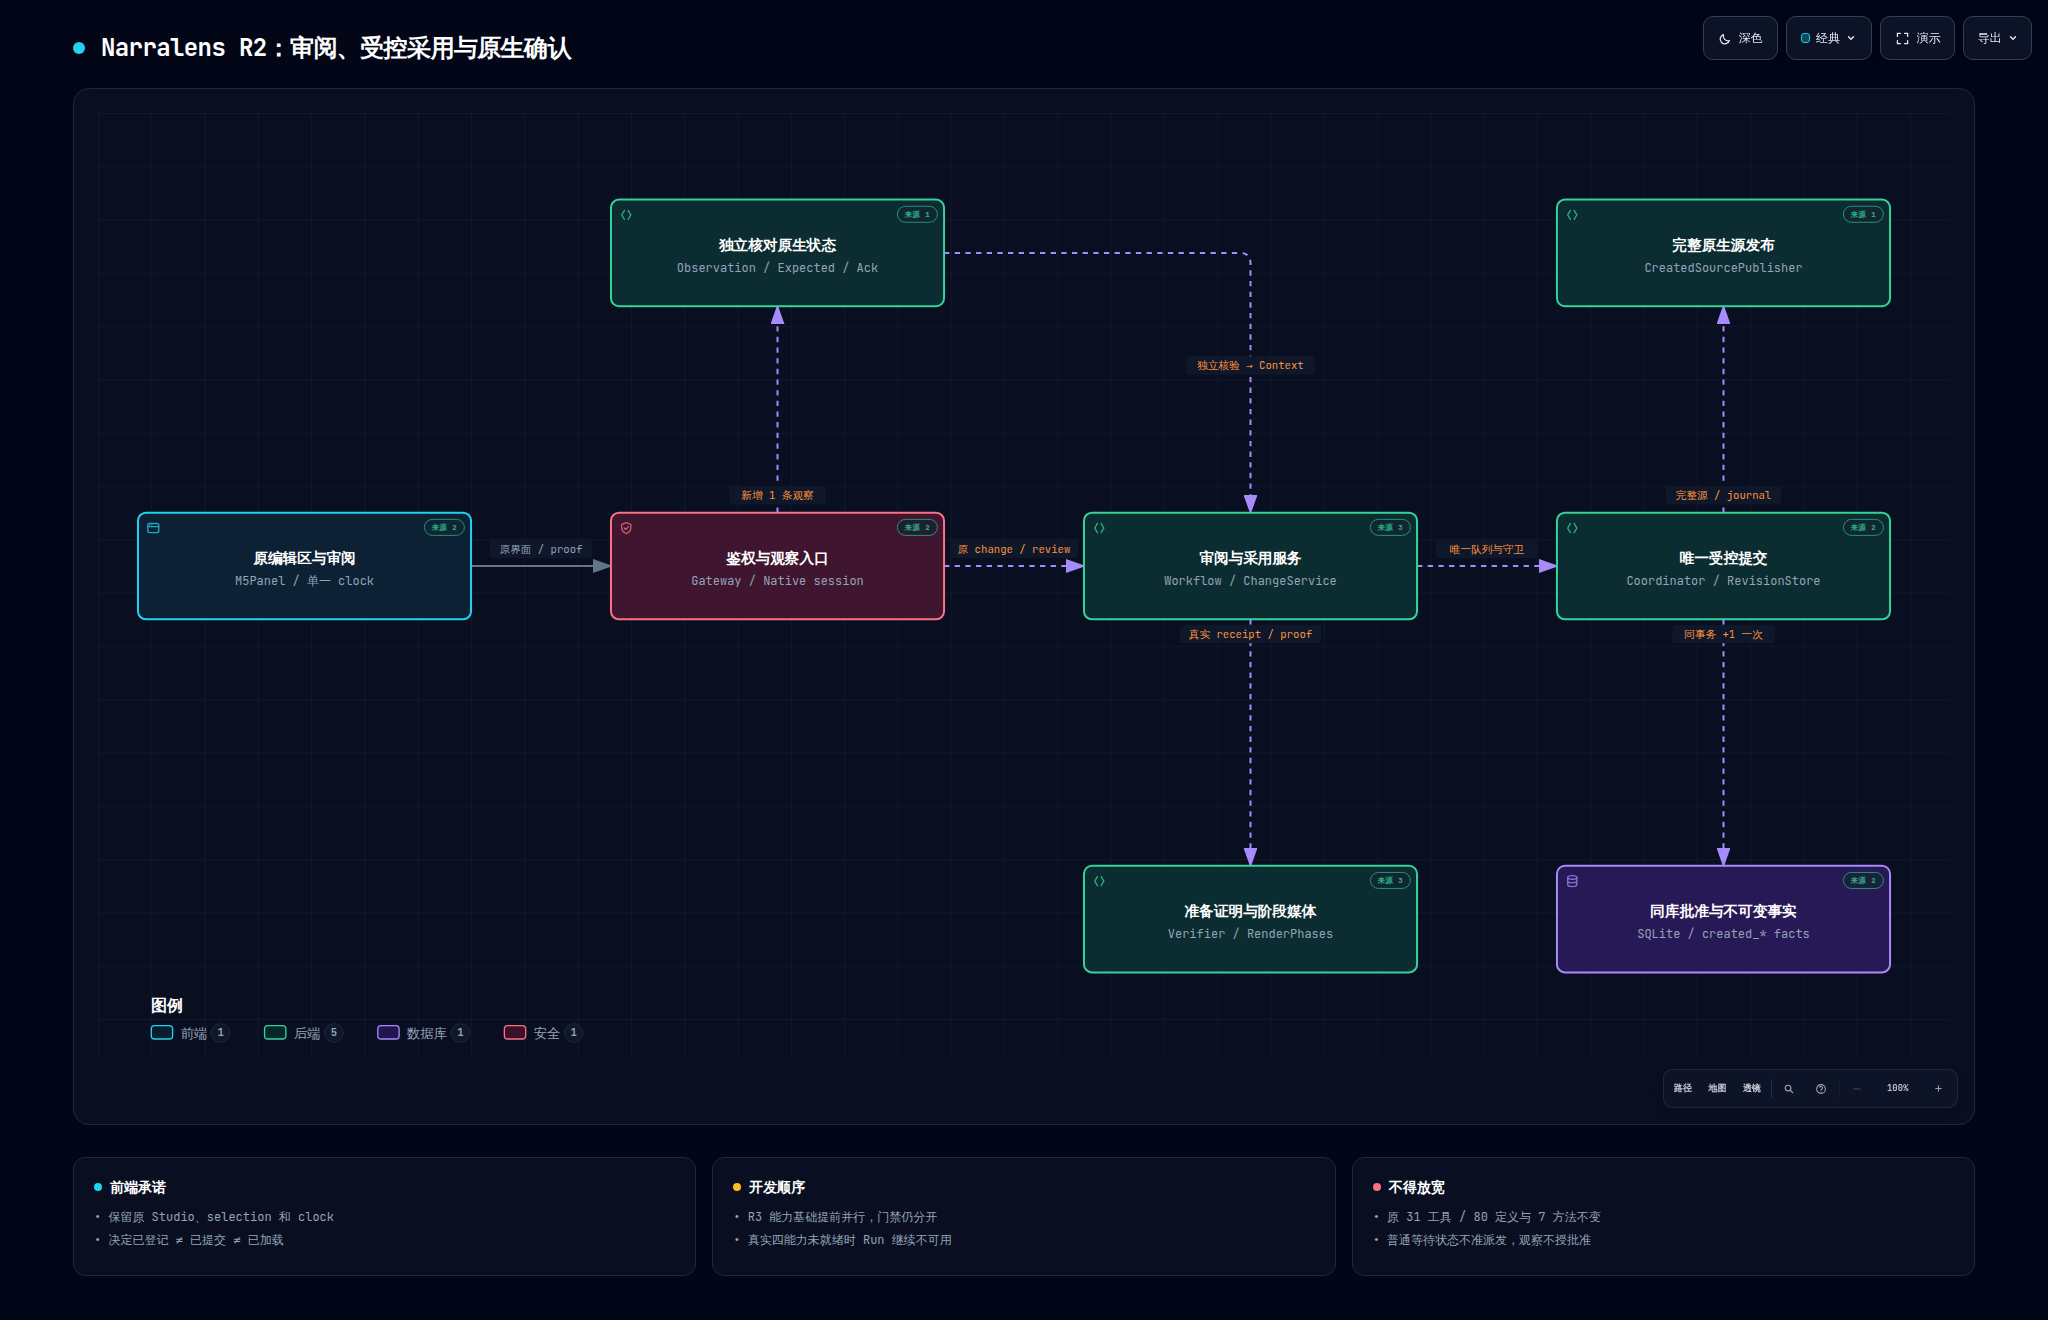 Narralens R2：审阅、受控采用与原生确认
深色
经典
演示
导出
来源 1
独立核对原生状态
Observation / Expected / Ack
来源 1
完整原生源发布
CreatedSourcePublisher
独立核验 → Context
新增 1 条观察
完整源 / journal
来源 2
原编辑区与审阅
M5Panel / 单一 clock
原界面 / proof
来源 2
鉴权与观察入口
Gateway / Native session
原 change / review
来源 3
审阅与采用服务
Workflow / ChangeService
唯一队列与守卫
来源 2
唯一受控提交
Coordinator / RevisionStore
真实 receipt / proof
同事务 +1 一次
来源 3
准备证明与阶段媒体
Verifier / RenderPhases
来源 2
同库批准与不可变事实
SQLite / created_* facts
图例
前端 1
后端 5
数据库 1
安全 1
路径 地图 透镜 100%
前端承诺
• 保留原 Studio、selection 和 clock
• 决定已登记 ≠ 已提交 ≠ 已加载
开发顺序
• R3 能力基础提前并行，门禁仍分开
• 真实四能力未就绪时 Run 继续不可用
不得放宽
• 原 31 工具 / 80 定义与 7 方法不变
• 普通等待状态不准派发，观察不授批准